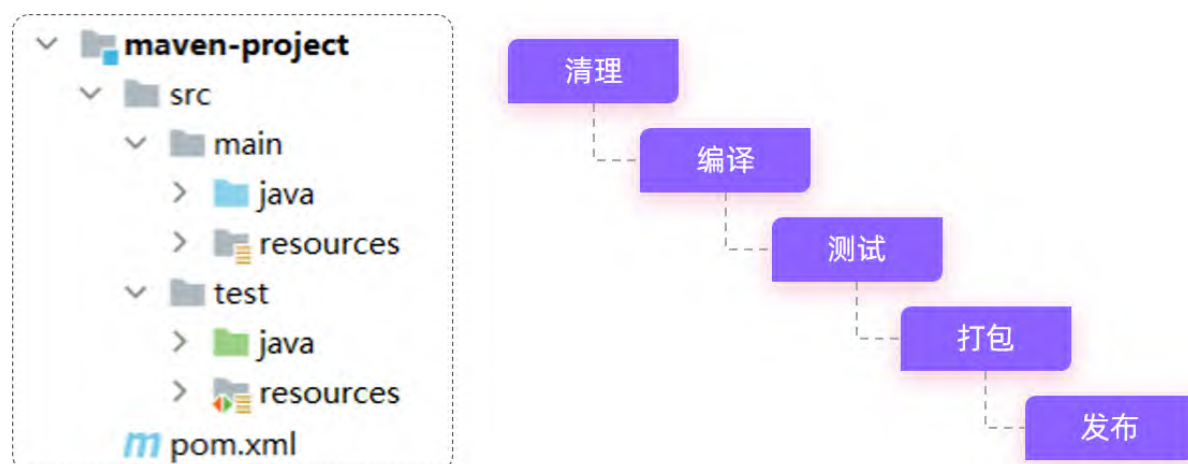 maven-project
src
main
java
resources
test
java
resources
m pom.xml
清理
编译
测试
打包
发布